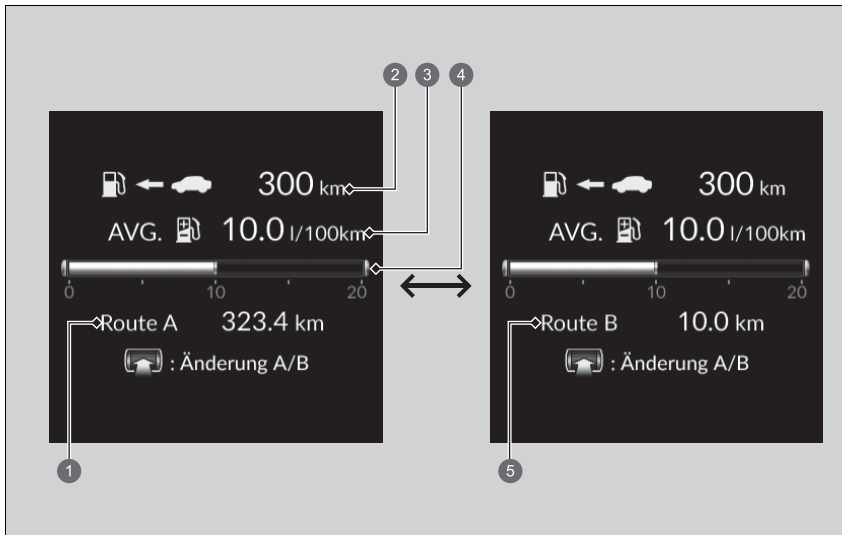 2 3 4
300 km
AVG. 10.0 l/100km
0 10 20
Route A 323.4 km
: Änderung A/B
1
300 km
AVG. 10.0 l/100km
0 10 20
Route B 10.0 km
: Änderung A/B
5